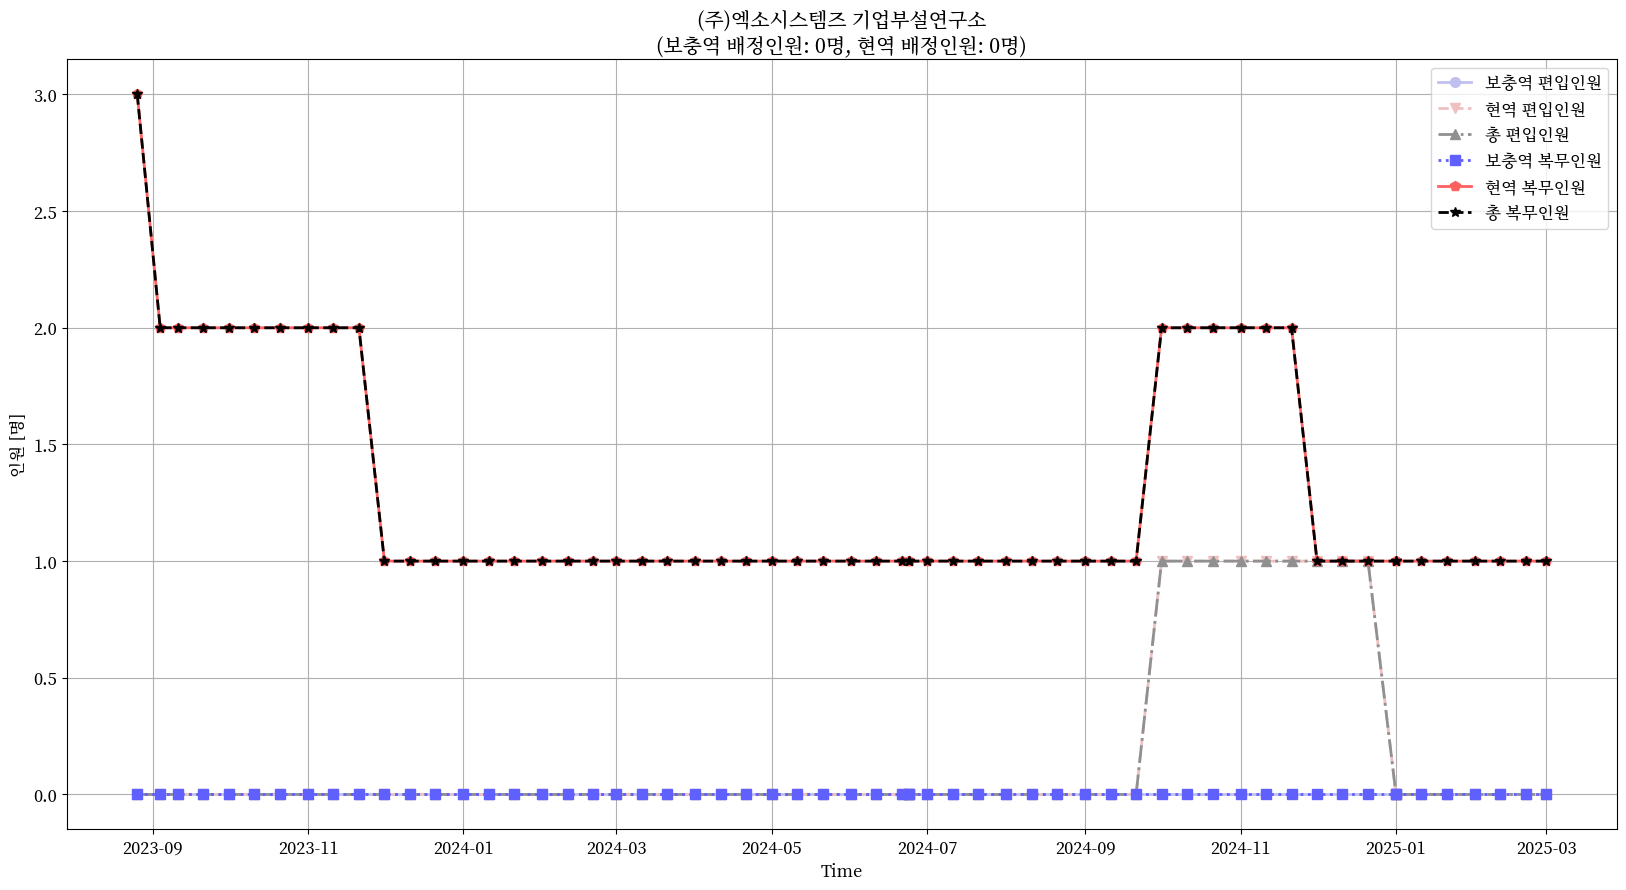 (주)엑소시스템즈 기업부설연구소
(보충역 배정인원: 0명, 현역 배정인원: 0명)
보충역 편입인원
현역 편입인원
총 편입인원
보충역 복무인원
현역 복무인원
총 복무인원
3.0
2.5
2.0
1.5
1.0
0.5
0.0
인원 [명]
2023-09
2023-11
2024-01
2024-03
2024-05
2024-07
2024-09
2024-11
2025-01
2025-03
Time